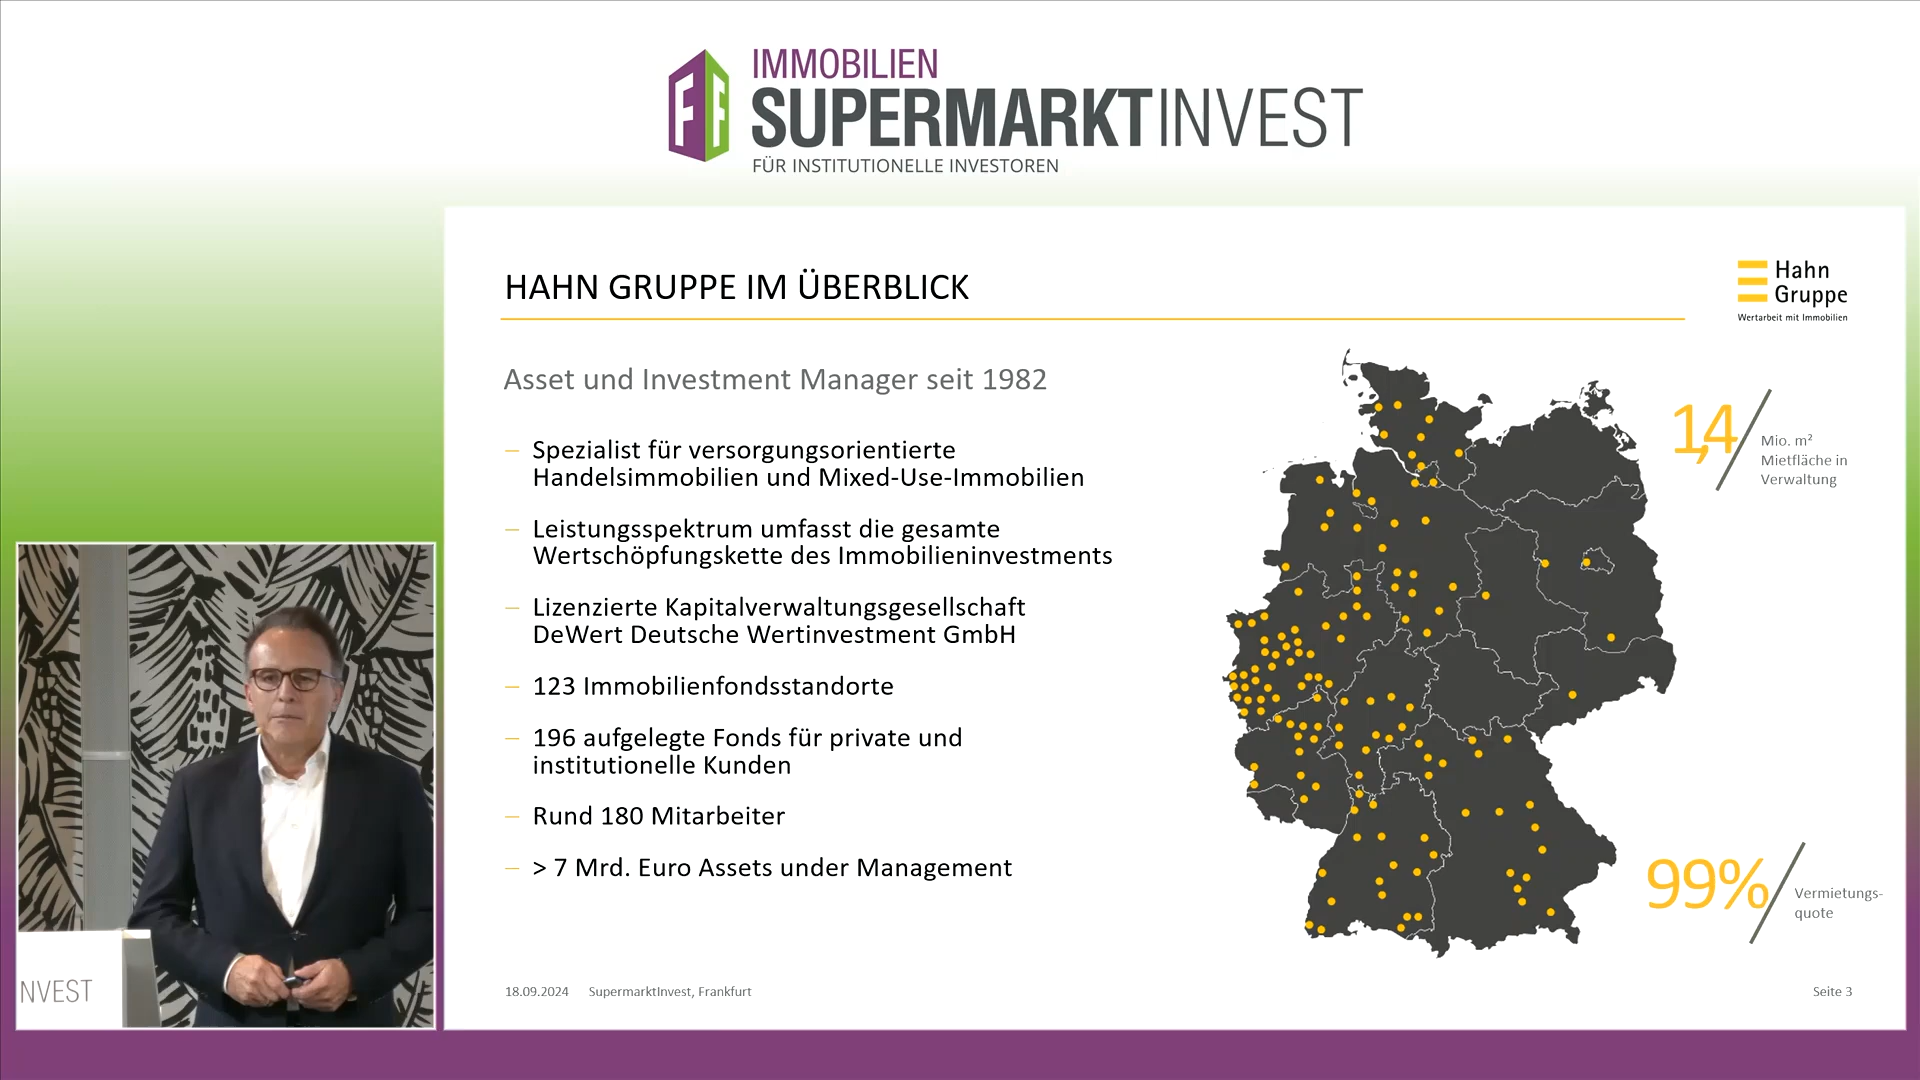 IMMOBILIEN
SUPERMARKTINVEST
FÜR INSTITUTIONELLE INVESTOREN
HAHN GRUPPE IM ÜBERBLICK
Hahn
Gruppe
Wertarbeit mit Immobilien
Asset und Investment Manager seit 1982
– Spezialist für versorgungsorientierte
Handelsimmobilien und Mixed-Use-Immobilien
– Leistungsspektrum umfasst die gesamte
Wertschöpfungskette des Immobilieninvestments
– Lizenzierte Kapitalverwaltungsgesellschaft
DeWert Deutsche Wertinvestment GmbH
– 123 Immobilienfondsstandorte
– 196 aufgelegte Fonds für private und
institutionelle Kunden
– Rund 180 Mitarbeiter
– > 7 Mrd. Euro Assets under Management
1,4
Mio. m²
Mietfläche in
Verwaltung
99%
Vermietungs-
quote
18.09.2024 SupermarktInvest, Frankfurt
Seite 3
NVEST